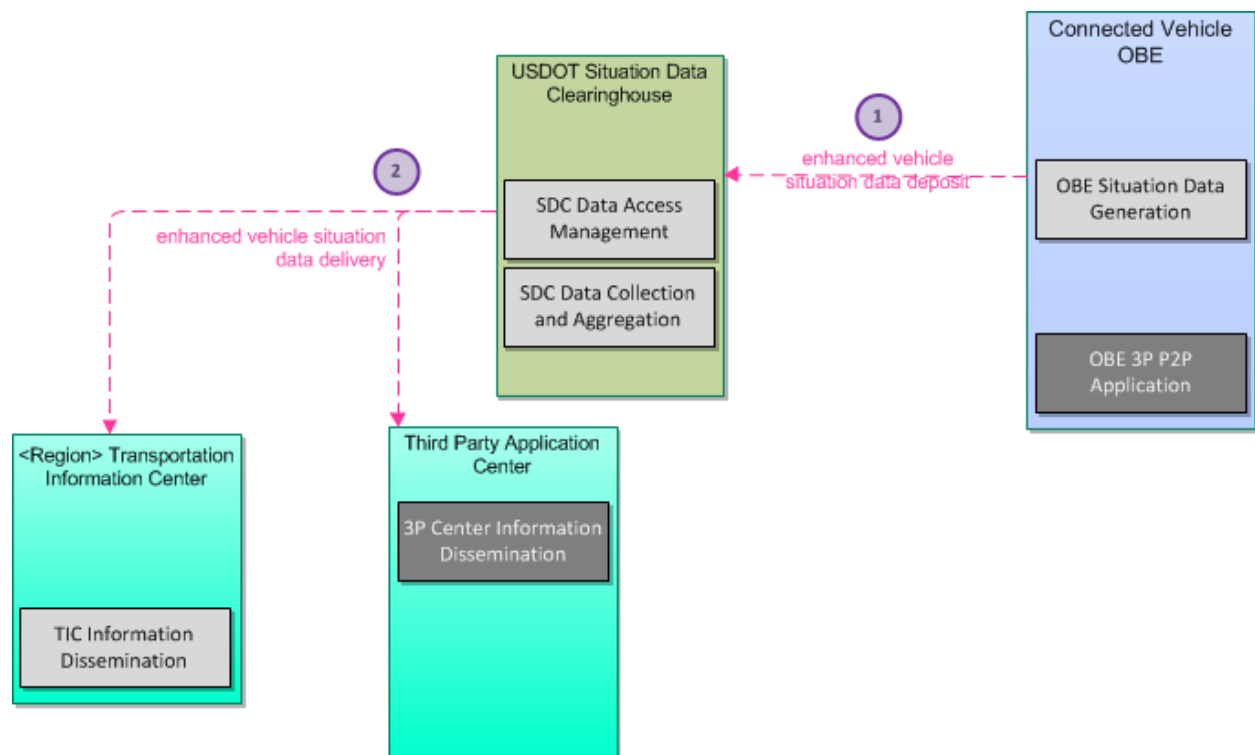 Connected Vehicle
OBE
USDOT Situation Data
Clearinghouse
1
enhanced vehicle
situation data deposit
2
OBE Situation Data
Generation
SDC Data Access
Management
enhanced vehicle situation
data delivery
SDC Data Collection
and Aggregation
OBE 3P P2P
Application
<Region> Transportation
Information Center
Third Party Application
Center
3P Center Information
Dissemination
TIC Information
Dissemination